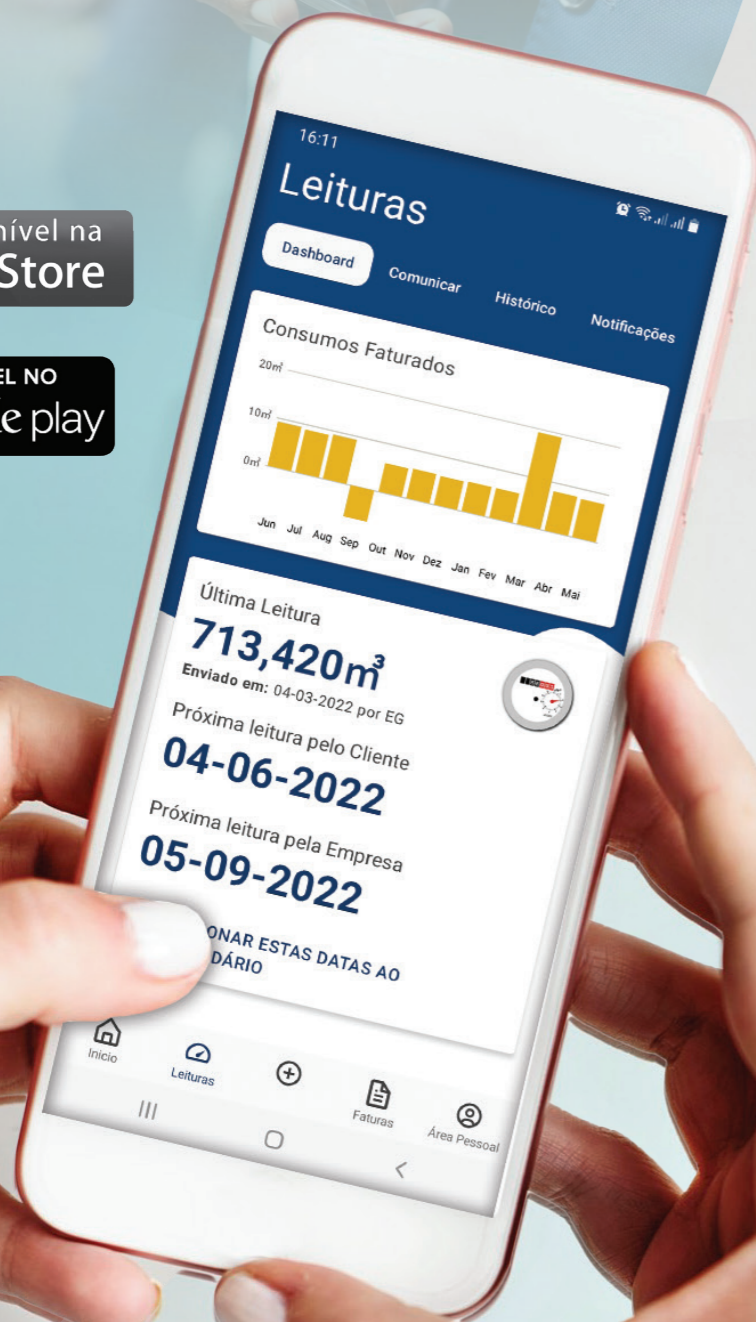 nível na
Store
EL NO
e play
16:11
Leituras
Dashboard
Comunicar
Histórico
Notificações
Consumos Faturados
20m³
10m³
0m³
Jun Jul Aug Sep Out Nov Dez Jan Fev Mar Abr Mai
Última Leitura
713,420m³
Enviado em: 04-03-2022 por EG
Próxima leitura pelo Cliente
04-06-2022
Próxima leitura pela Empresa
05-09-2022
ONAR ESTAS DATAS AO
DÁRIO
Início
Leituras
Faturas
Área Pessoal